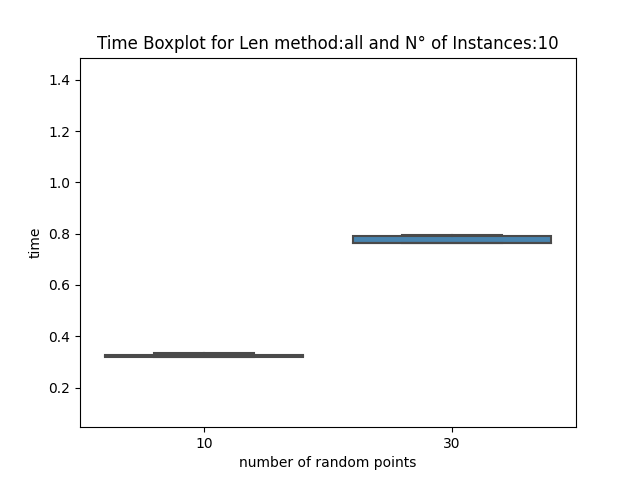 Time Boxplot for Len method:all and N° of Instances:10
1.4
1.2
1.0
0.8
0.6
0.4
0.2
time
10 30
number of random points